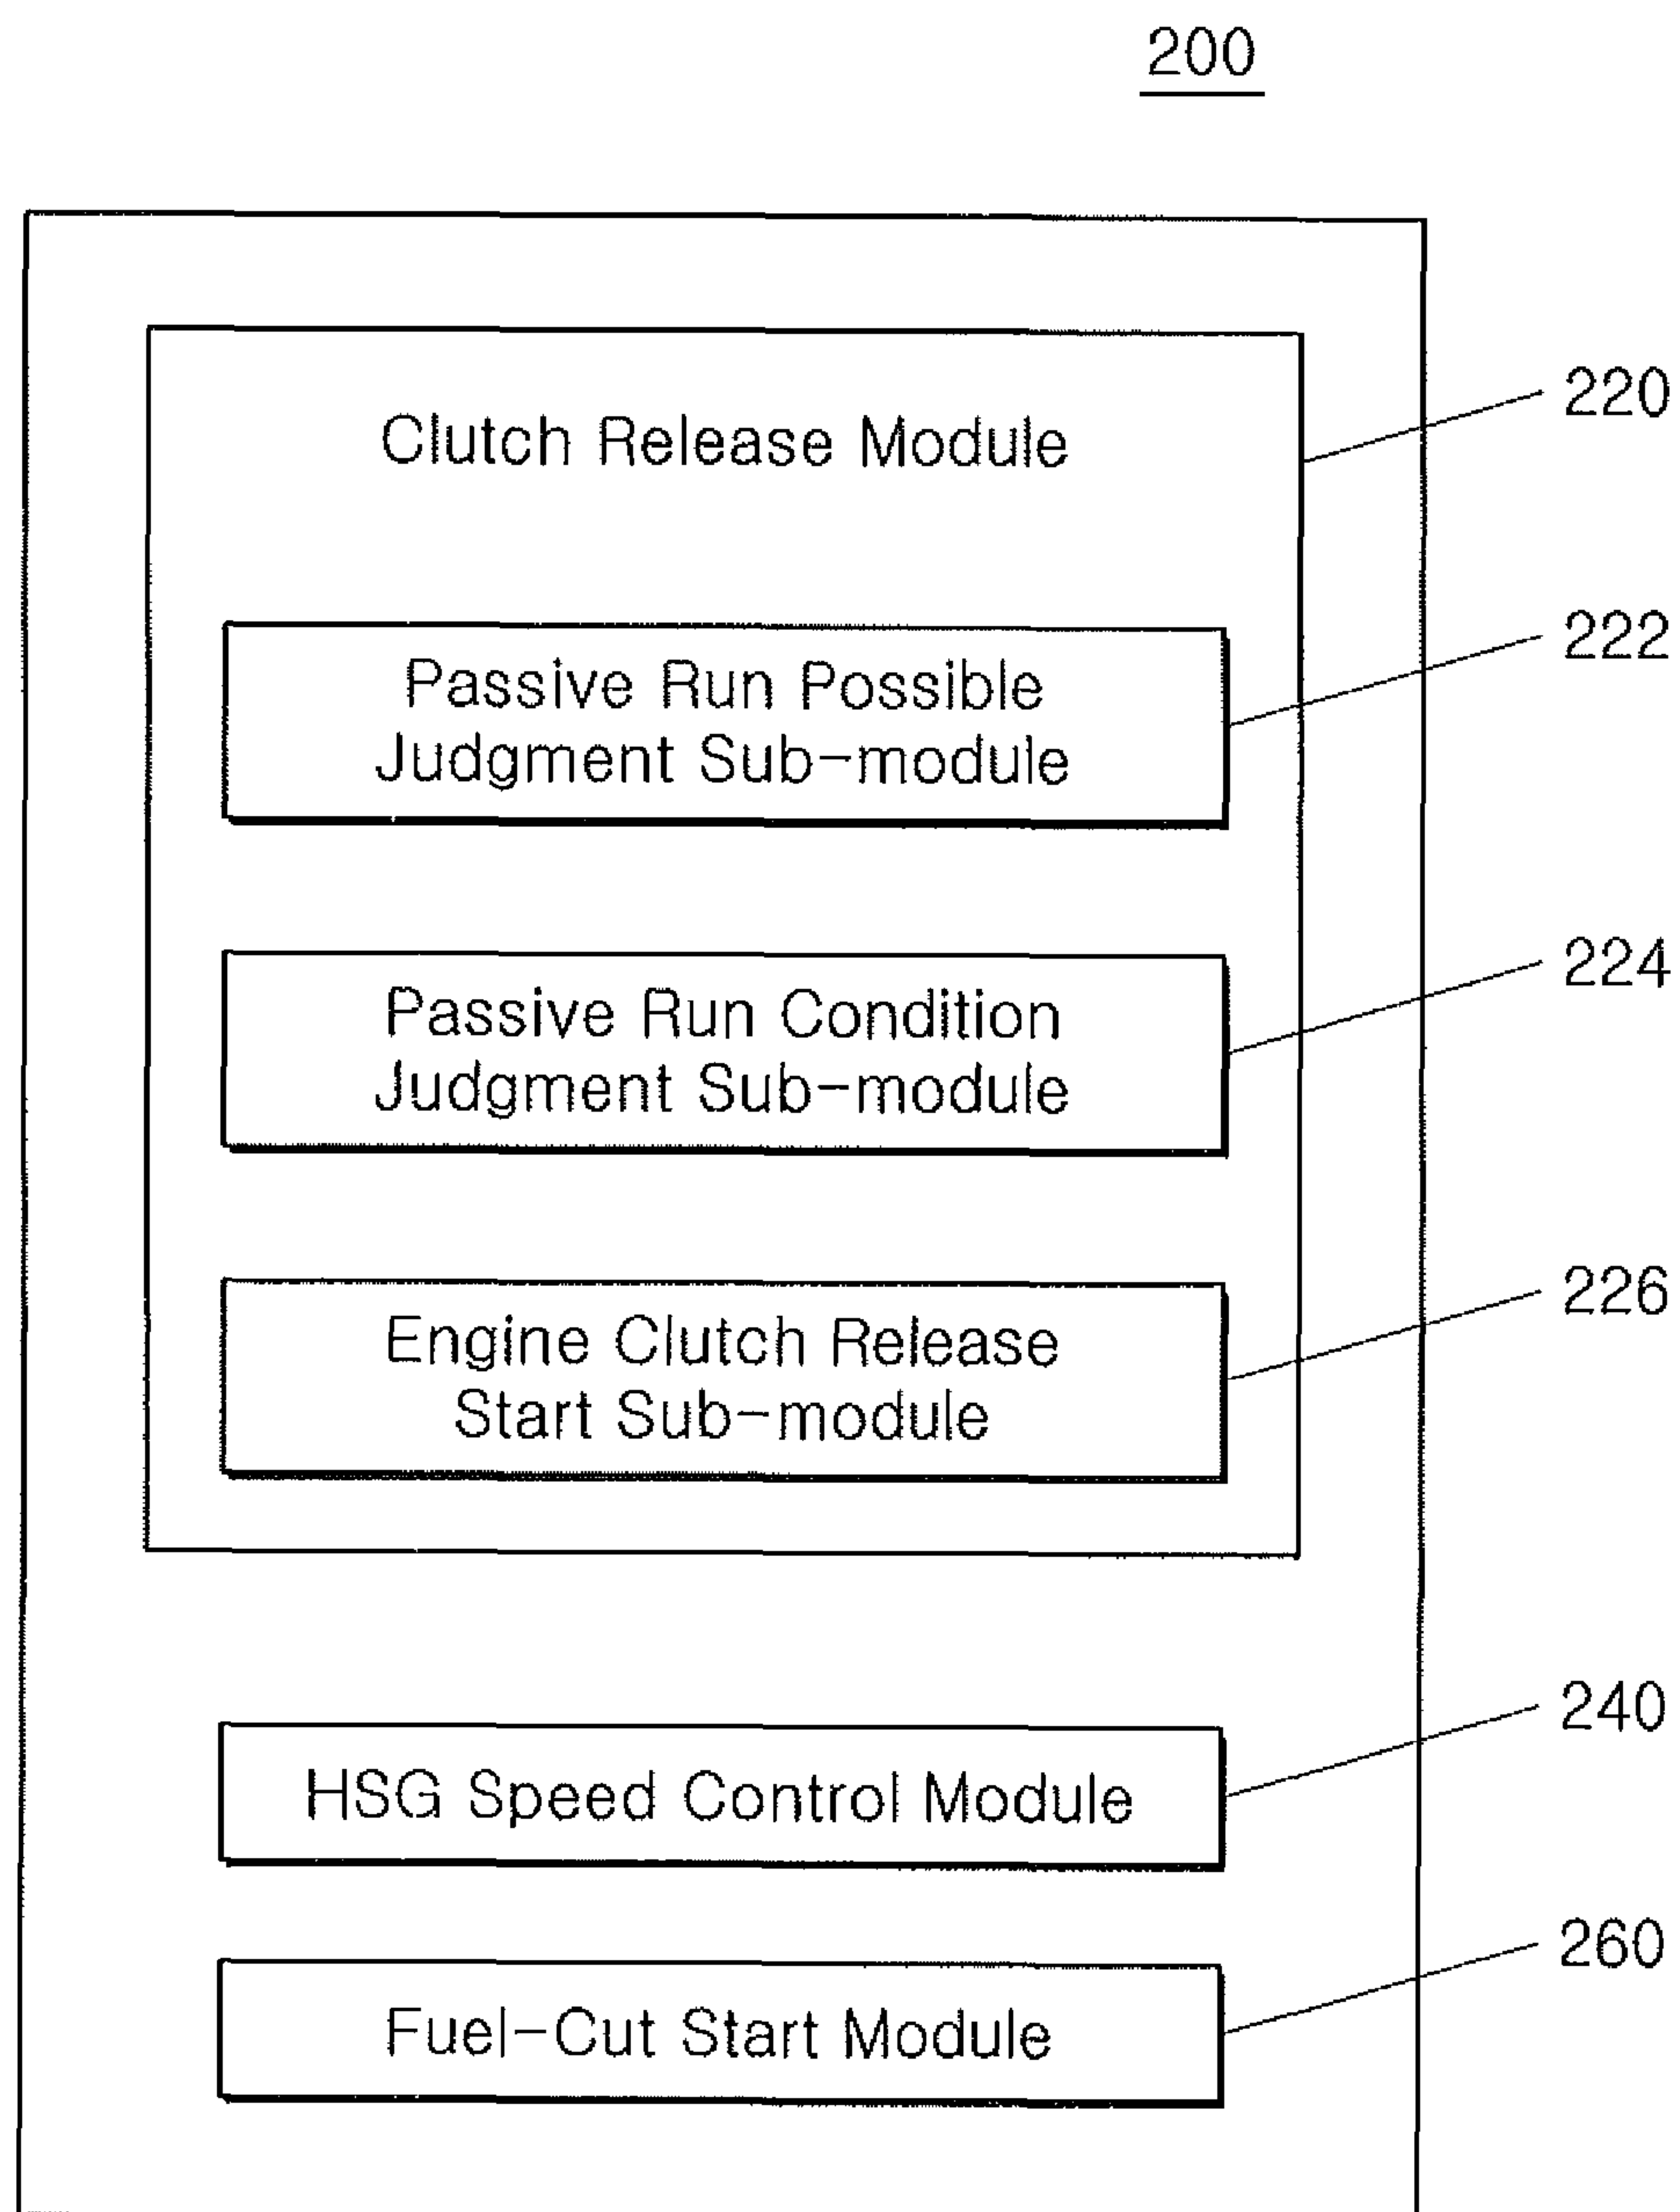 200
Clutch Release Module
220
Passive Run Possible
Judgment Sub-module
222
Passive Run Condition
Judgment Sub-module
224
Engine Clutch Release
Start Sub-module
226
HSG Speed Control Module
240
Fuel-Cut Start Module
260